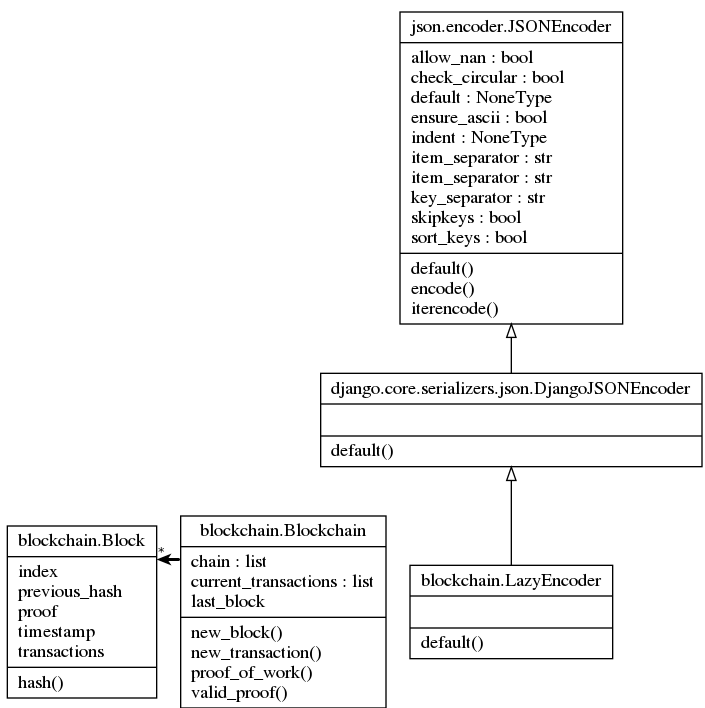 json.encoder.JSONEncoder
allow_nan : bool
check_circular : bool
default : NoneType
ensure_ascii : bool
indent : NoneType
item_separator : str
item_separator : str
key_separator : str
skipkeys : bool
sort_keys : bool
default()
encode()
iterencode()
django.core.serializers.json.DjangoJSONEncoder
default()
blockchain.Block
index
previous_hash
proof
timestamp
transactions
hash()
*
blockchain.Blockchain
chain : list
current_transactions : list
last_block
new_block()
new_transaction()
proof_of_work()
valid_proof()
blockchain.LazyEncoder
default()